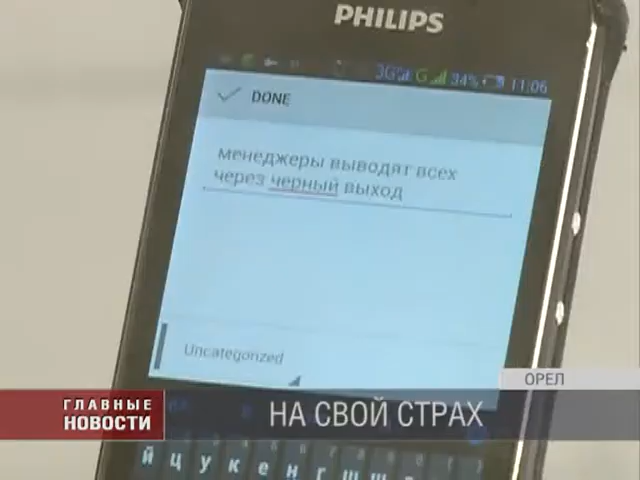 PHILIPS
3G G 34% 11:06
DONE
менеджеры выводят всех
через черный выход
Uncategorized
ОРЕЛ
ГЛАВНЫЕ
НОВОСТИ
НА СВОЙ СТРАХ
й ц у к е н г ш щ